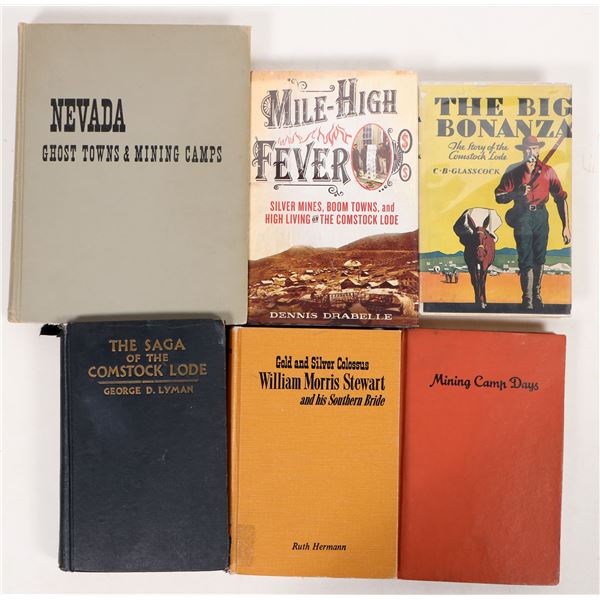 NEVADA
GHOST TOWNS & MINING CAMPS
MILE-HIGH
FEVER
SILVER MINES, BOOM TOWNS, and
HIGH LIVING on THE COMSTOCK LODE
DENNIS DRABELLE
THE BIG
BONANZA
The Story of the
Comstock Lode
C·B·GLASSCOCK
THE SAGA
OF THE
COMSTOCK LODE
GEORGE D. LYMAN
Gold and Silver Colossus
William Morris Stewart
and his Southern Bride
Ruth Hermann
Mining Camp Days